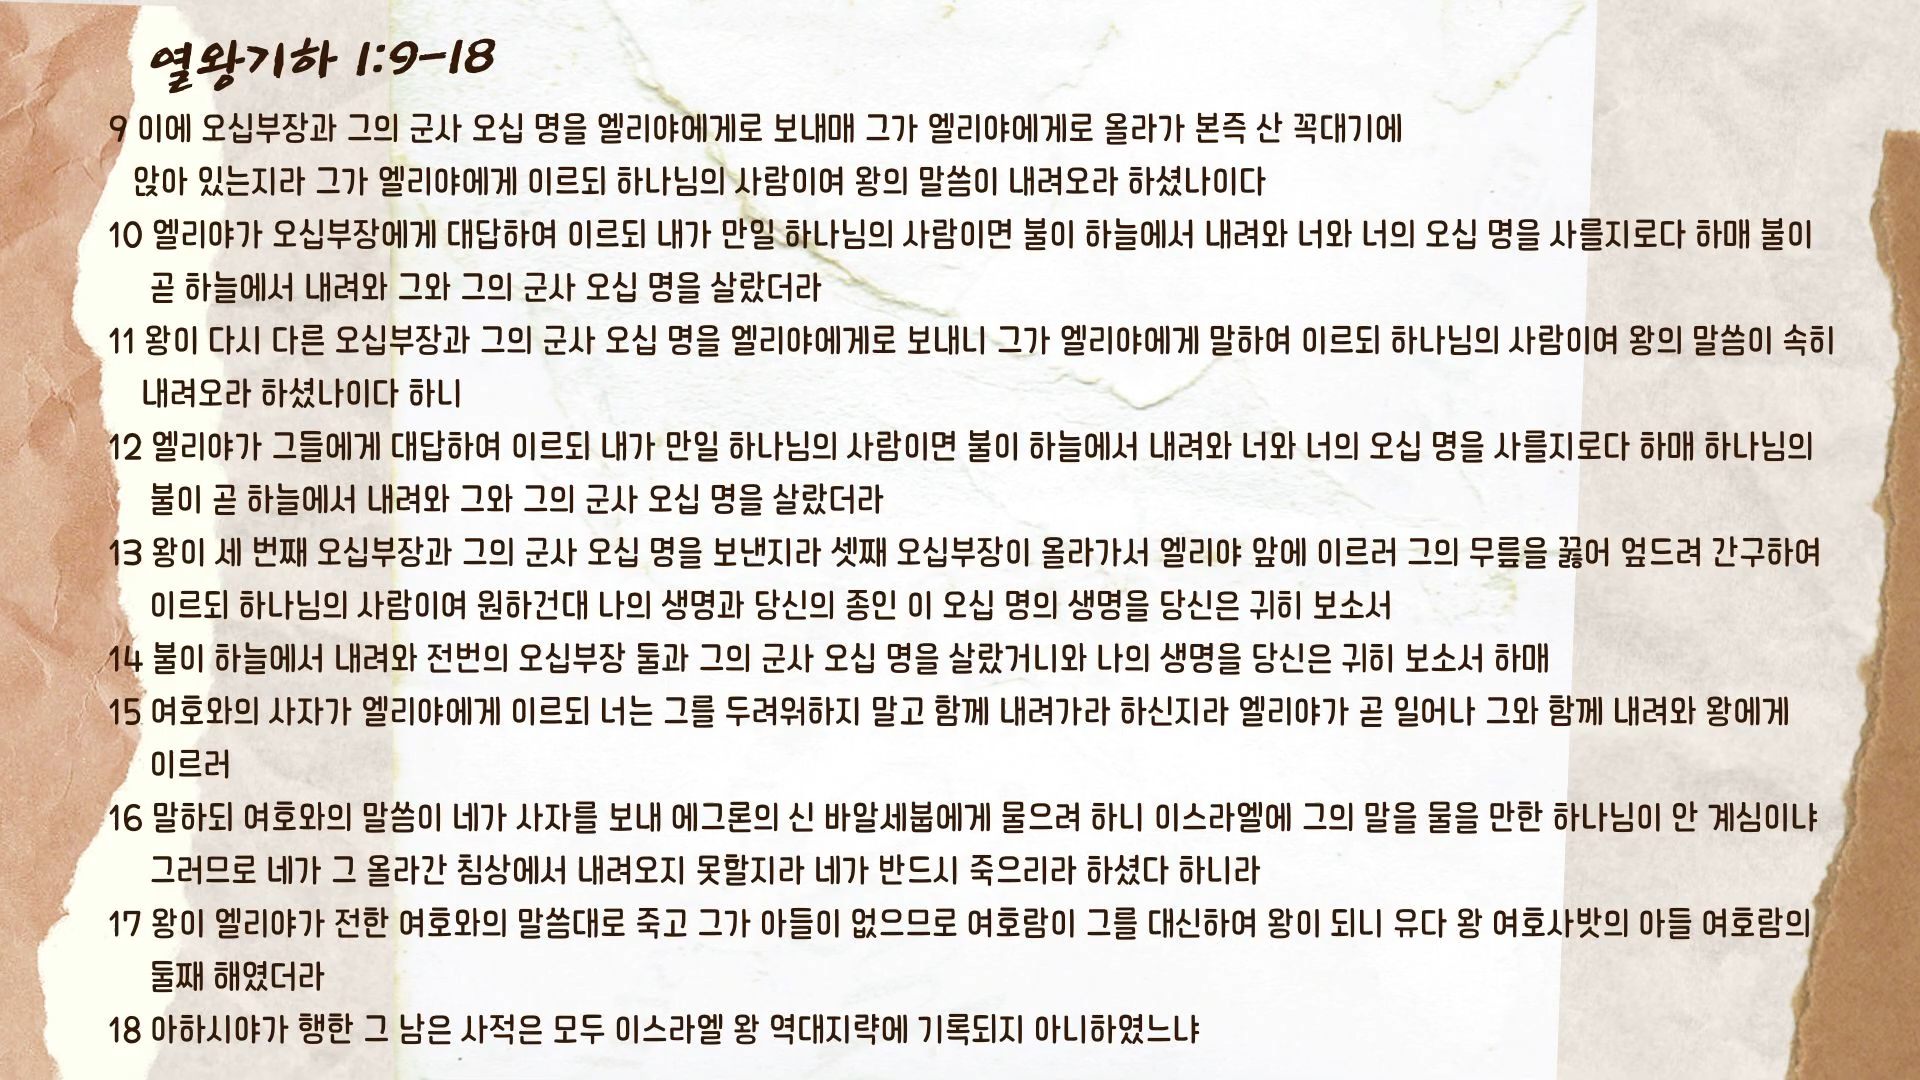 열왕기하 1:9-18
9 이에 오십부장과 그의 군사 오십 명을 엘리야에게로 보내매 그가 엘리야에게로 올라가 본즉 산 꼭대기에
앉아 있는지라 그가 엘리야에게 이르되 하나님의 사람이여 왕의 말씀이 내려오라 하셨나이다
10 엘리야가 오십부장에게 대답하여 이르되 내가 만일 하나님의 사람이면 불이 하늘에서 내려와 너와 너의 오십 명을 사를지로다 하매 불이
곧 하늘에서 내려와 그와 그의 군사 오십 명을 살랐더라
11 왕이 다시 다른 오십부장과 그의 군사 오십 명을 엘리야에게로 보내니 그가 엘리야에게 말하여 이르되 하나님의 사람이여 왕의 말씀이 속히
내려오라 하셨나이다 하니
12 엘리야가 그들에게 대답하여 이르되 내가 만일 하나님의 사람이면 불이 하늘에서 내려와 너와 너의 오십 명을 사를지로다 하매 하나님의
불이 곧 하늘에서 내려와 그와 그의 군사 오십 명을 살랐더라
13 왕이 세 번째 오십부장과 그의 군사 오십 명을 보낸지라 셋째 오십부장이 올라가서 엘리야 앞에 이르러 그의 무릎을 꿇어 엎드려 간구하여
이르되 하나님의 사람이여 원하건대 나의 생명과 당신의 종인 이 오십 명의 생명을 당신은 귀히 보소서
14 불이 하늘에서 내려와 전번의 오십부장 둘과 그의 군사 오십 명을 살랐거니와 나의 생명을 당신은 귀히 보소서 하매
15 여호와의 사자가 엘리야에게 이르되 너는 그를 두려워하지 말고 함께 내려가라 하신지라 엘리야가 곧 일어나 그와 함께 내려와 왕에게
이르러
16 말하되 여호와의 말씀이 네가 사자를 보내 에그론의 신 바알세붑에게 물으려 하니 이스라엘에 그의 말을 물을 만한 하나님이 안 계심이냐
그러므로 네가 그 올라간 침상에서 내려오지 못할지라 네가 반드시 죽으리라 하셨다 하니라
17 왕이 엘리야가 전한 여호와의 말씀대로 죽고 그가 아들이 없으므로 여호람이 그를 대신하여 왕이 되니 유다 왕 여호사밧의 아들 여호람의
둘째 해였더라
18 아하시야가 행한 그 남은 사적은 모두 이스라엘 왕 역대지략에 기록되지 아니하였느냐